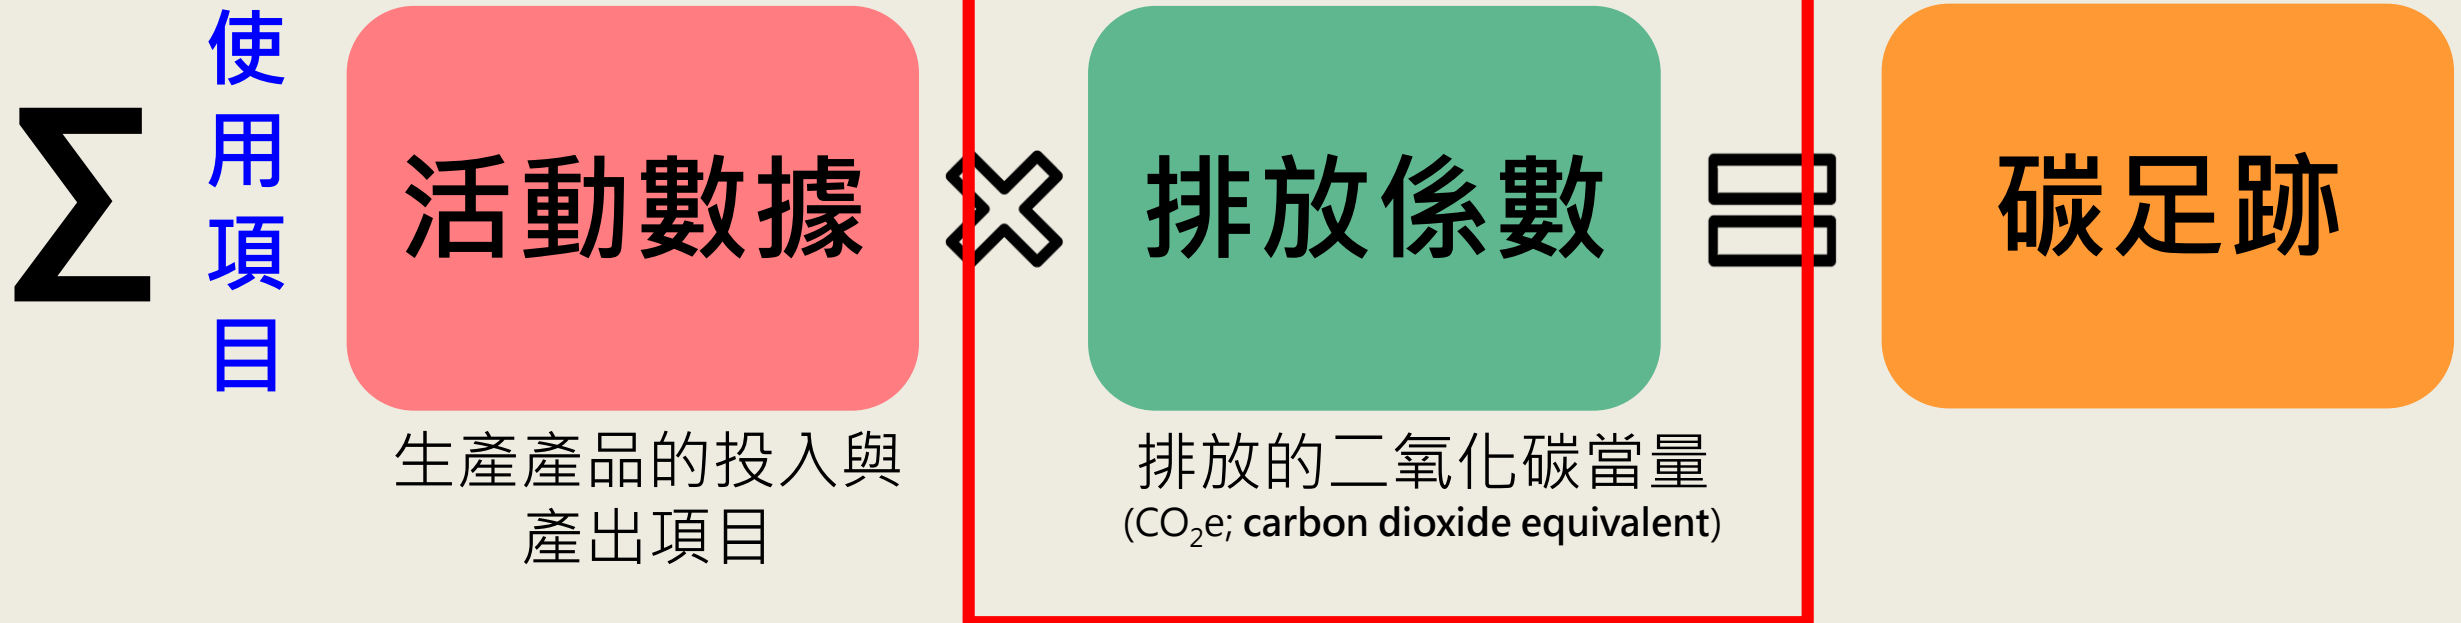 Σ
使用項目
活動數據
×
排放係數
=
碳足跡
生產產品的投入與
產出項目
排放的二氧化碳當量
(CO₂e; carbon dioxide equivalent)